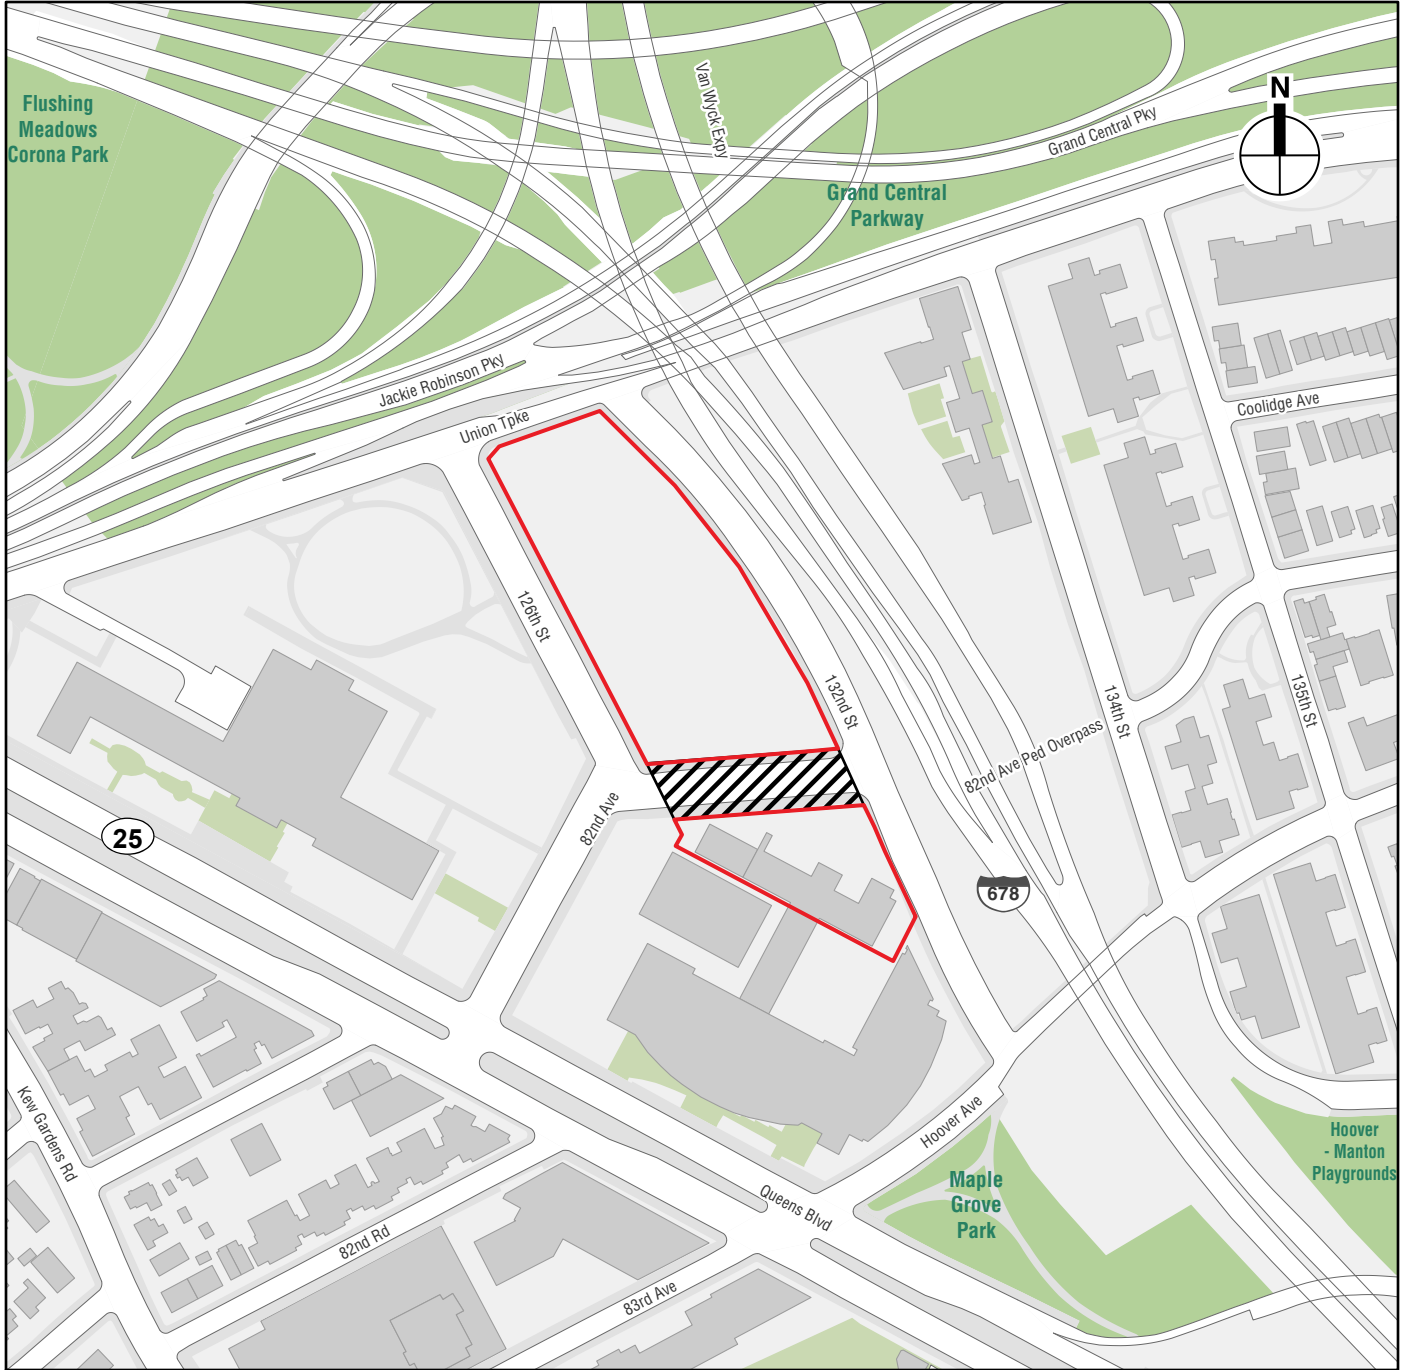 Flushing
Meadows
Corona Park
Van Wyck Expy
N
Grand Central Pky
Grand Central
Parkway
Jackie Robinson Pky
Union Tpke
Coolidge Ave
126th St
132nd St
134th St
135th St
82nd Ave Ped Overpass
82nd Ave
25
678
Kew Gardens Rd
Hoover Ave
Hoover
- Manton
Playgrounds
Maple
Grove
Park
Queens Blvd
82nd Rd
83rd Ave